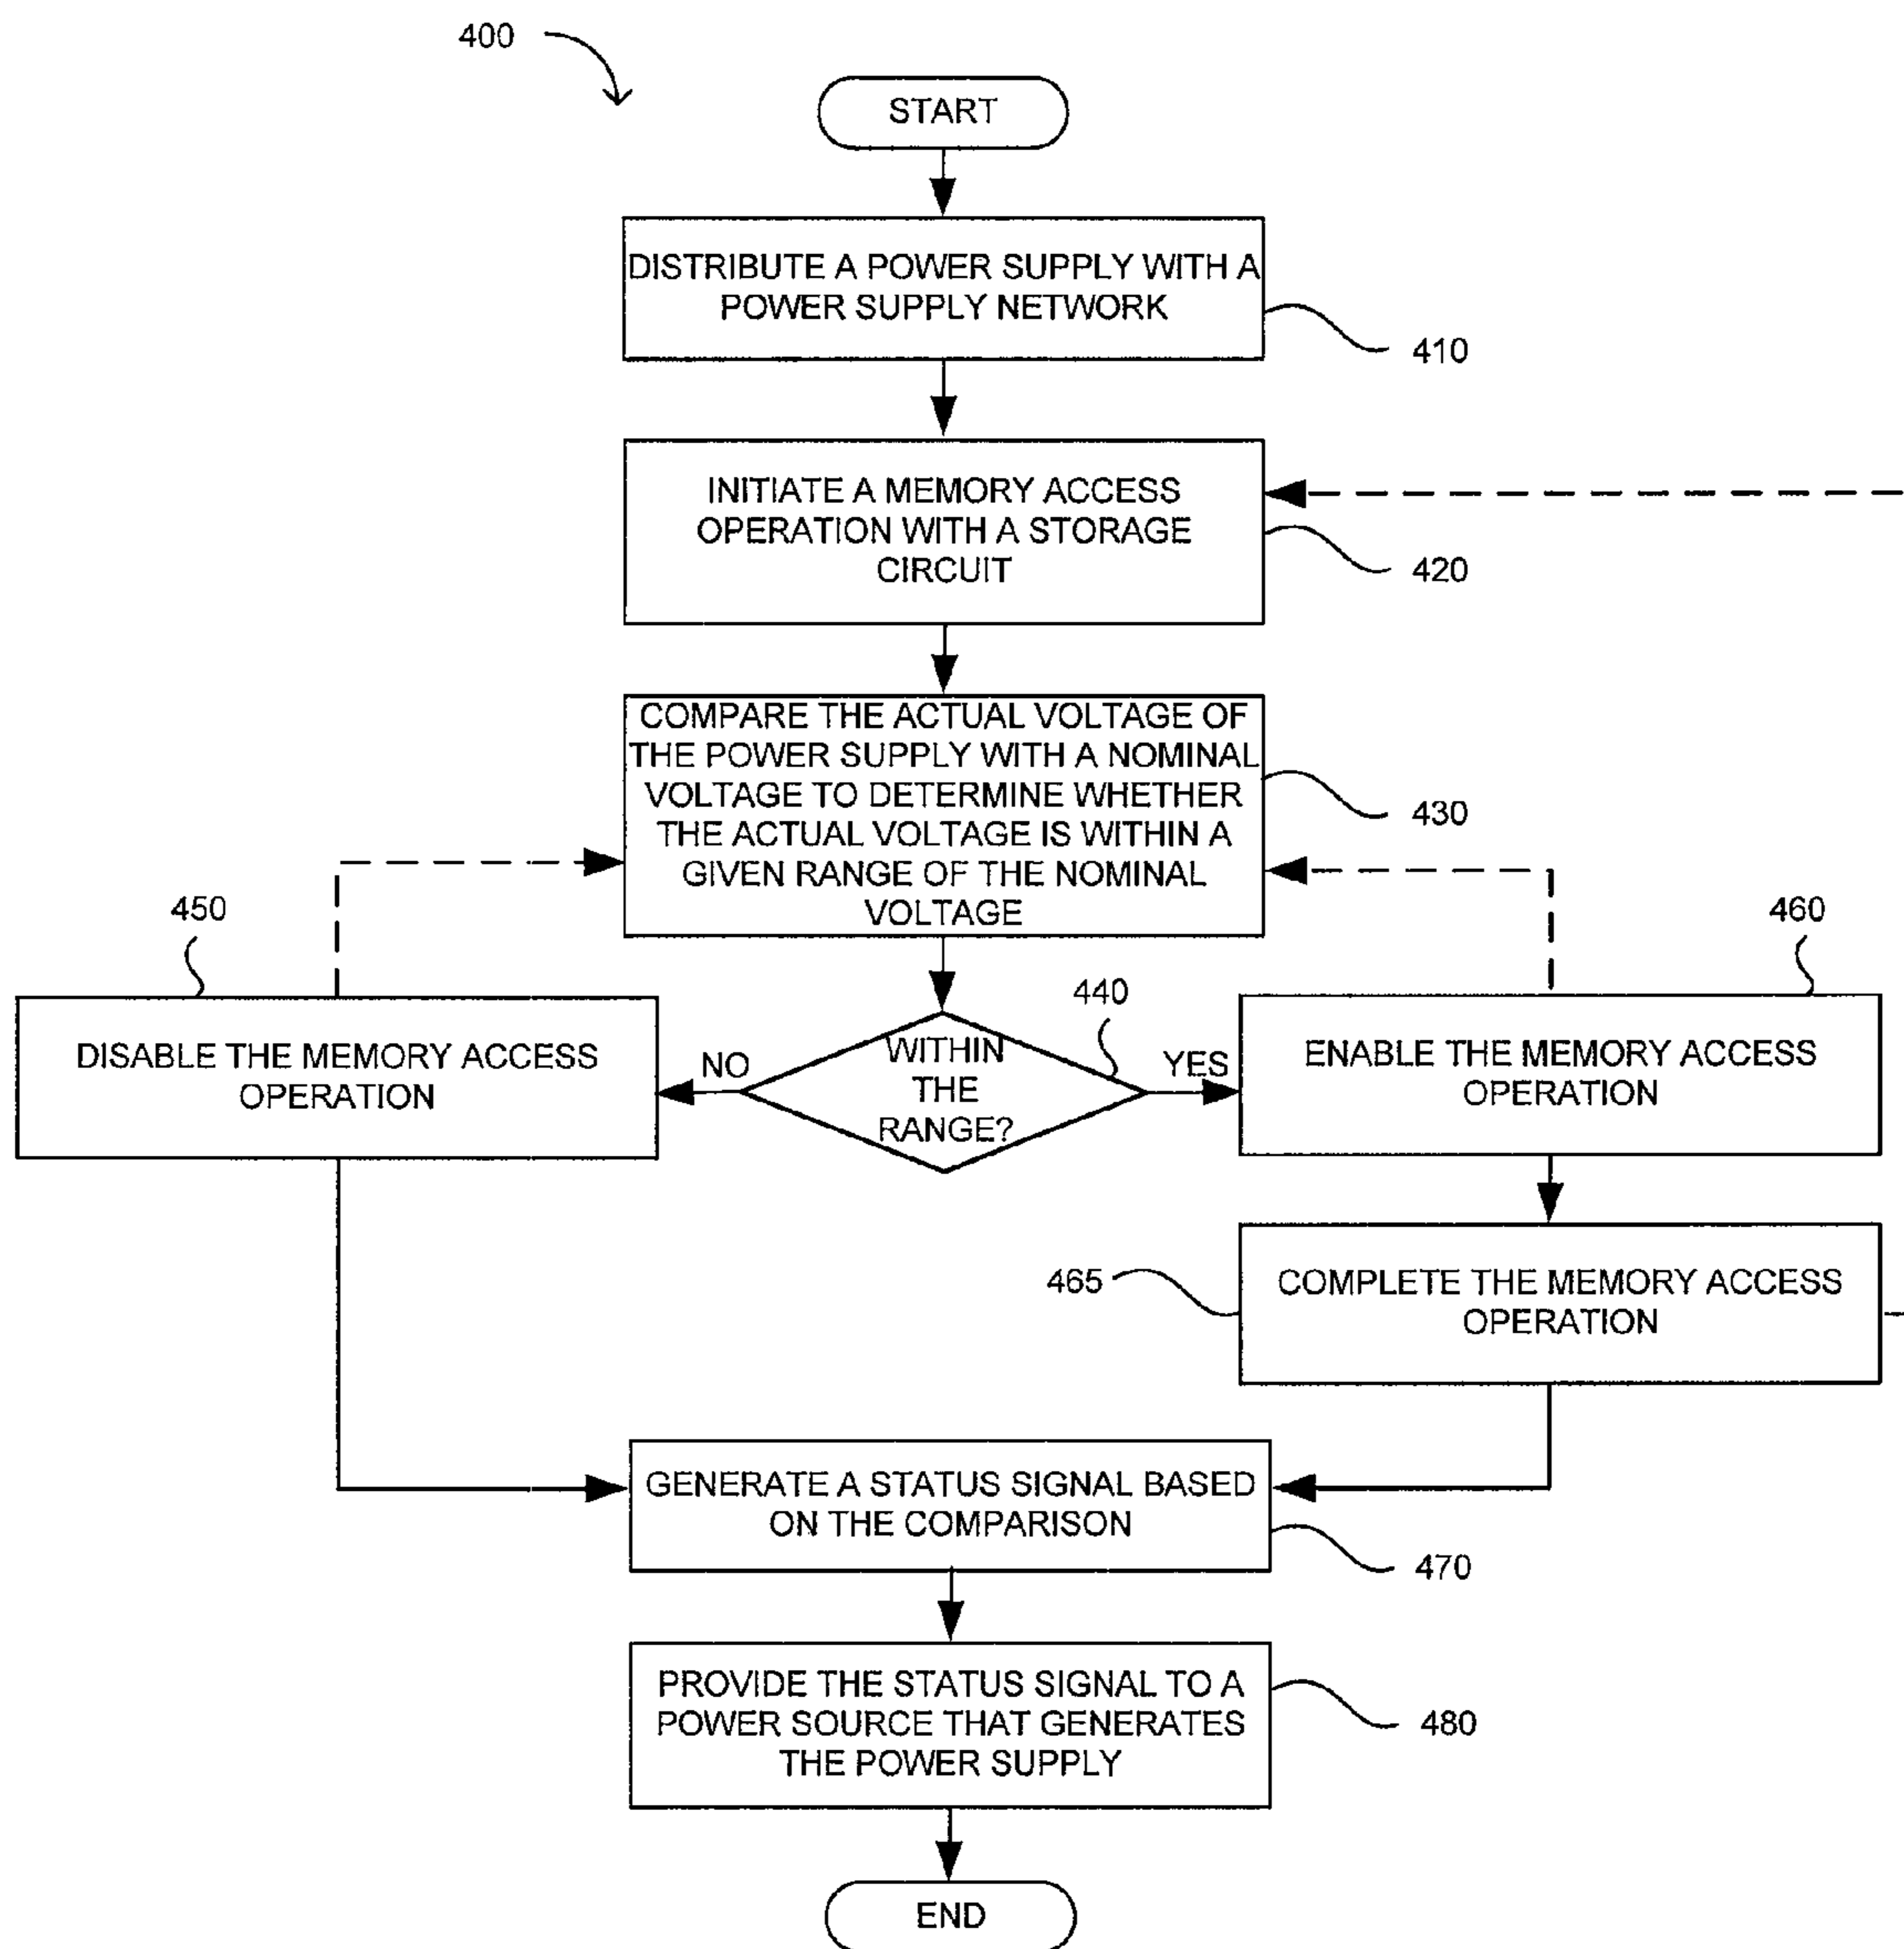 400
START
DISTRIBUTE A POWER SUPPLY WITH A
POWER SUPPLY NETWORK
410
INITIATE A MEMORY ACCESS
OPERATION WITH A STORAGE
CIRCUIT
420
COMPARE THE ACTUAL VOLTAGE OF
THE POWER SUPPLY WITH A NOMINAL
VOLTAGE TO DETERMINE WHETHER
THE ACTUAL VOLTAGE IS WITHIN A
GIVEN RANGE OF THE NOMINAL
VOLTAGE
430
450
460
440
DISABLE THE MEMORY ACCESS
OPERATION
NO
WITHIN
THE
RANGE?
YES
ENABLE THE MEMORY ACCESS
OPERATION
465
COMPLETE THE MEMORY ACCESS
OPERATION
GENERATE A STATUS SIGNAL BASED
ON THE COMPARISON
470
PROVIDE THE STATUS SIGNAL TO A
POWER SOURCE THAT GENERATES
THE POWER SUPPLY
480
END